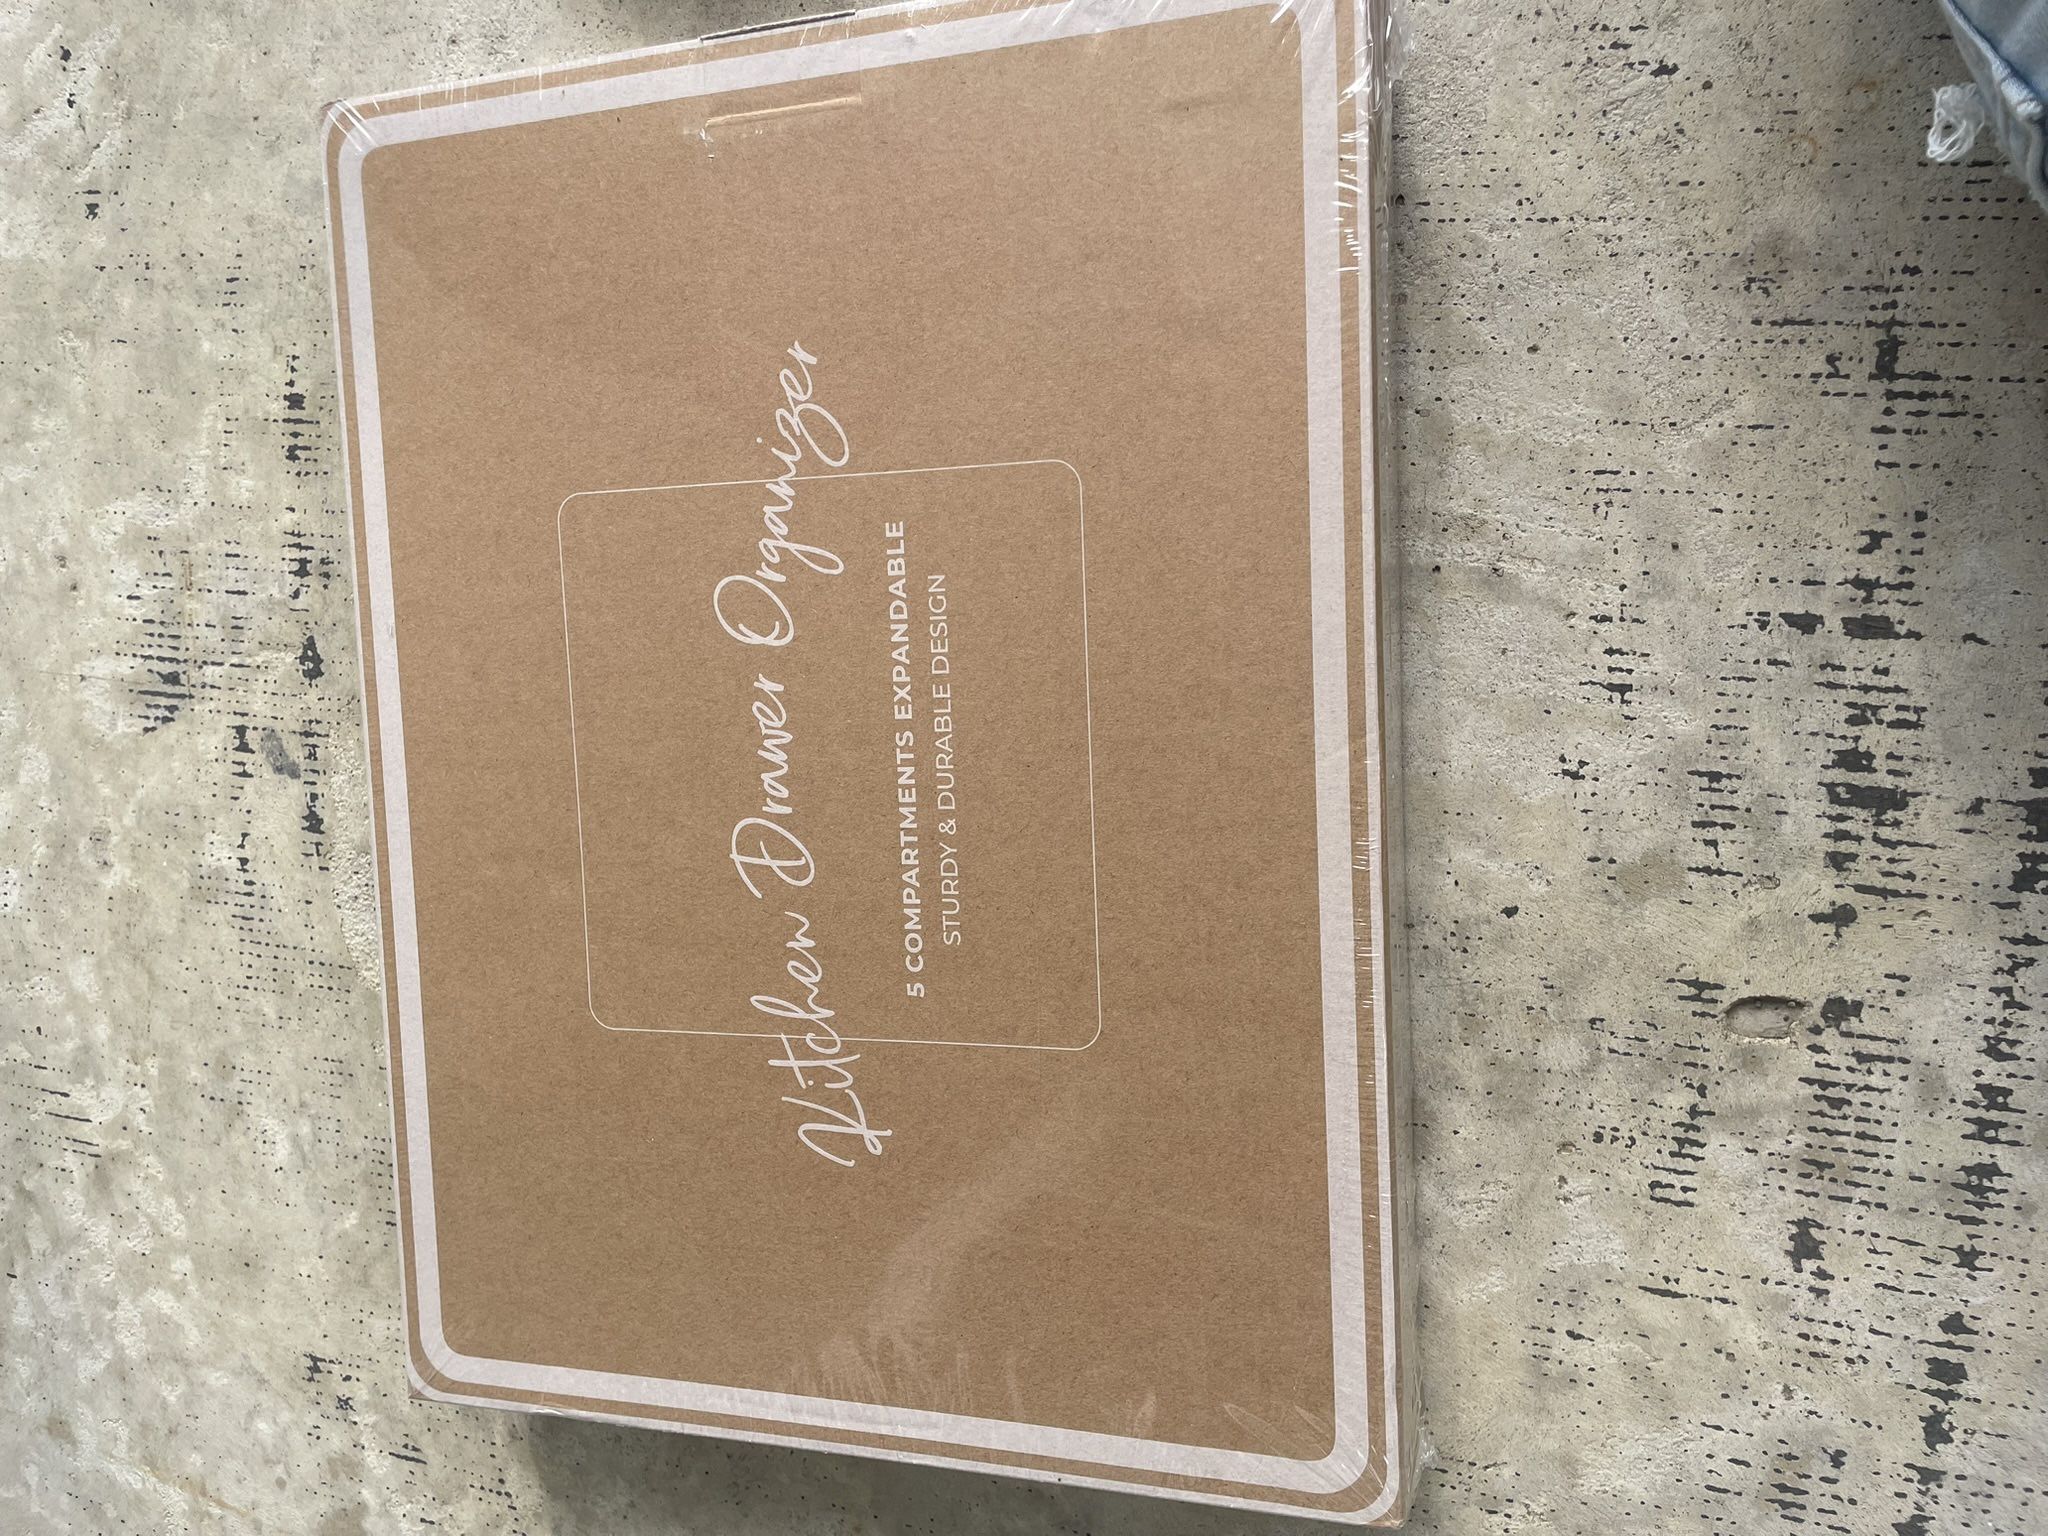 Kitchen Drawer Organizer
5 COMPARTMENTS EXPANDABLE
STURDY & DURABLE DESIGN